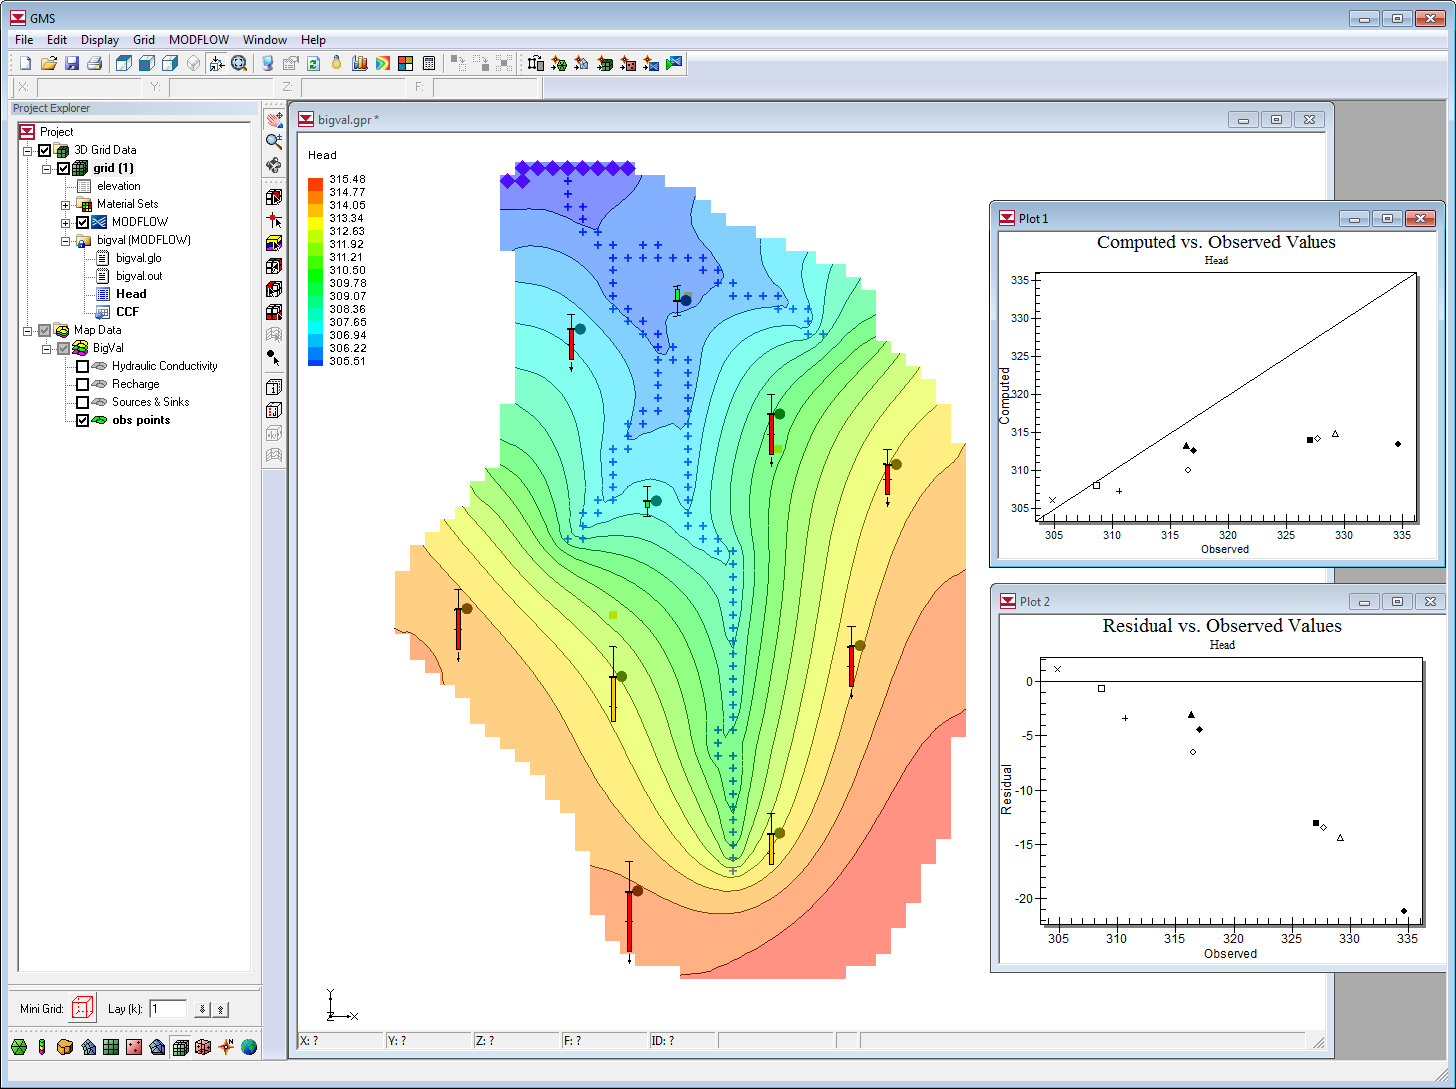 GMS
File Edit Display Grid MODFLOW Window Help
X: Y: Z: F:
Project Explorer
Project
3D Grid Data
grid (1)
elevation
Material Sets
MODFLOW
bigval (MODFLOW)
bigval.glo
bigval.out
Head
CCF
Map Data
BigVal
Hydraulic Conductivity
Recharge
Sources & Sinks
obs points
Mini Grid: Lay (k): 1
bigval.gpr *
Head
315.48
314.77
314.05
313.34
312.63
311.92
311.21
310.50
309.78
309.07
308.36
307.65
306.94
306.22
305.51
Y
Z X
X: ? Y: ? Z: ? F: ? ID: ?
Plot 1
Computed vs. Observed Values
Head
Computed
335
330
325
320
315
310
305
305 310 315 320 325 330 335
Observed
Plot 2
Residual vs. Observed Values
Head
Residual
0
-5
-10
-15
-20
305 310 315 320 325 330 335
Observed